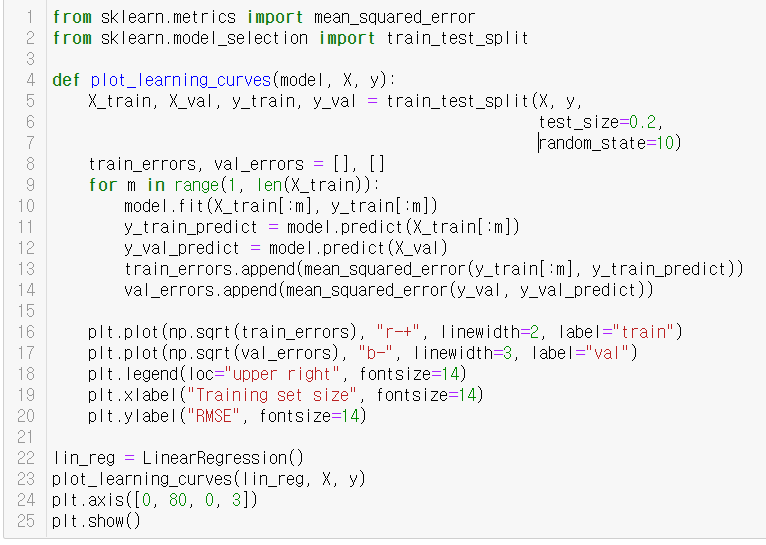 1 from sklearn.metrics import mean_squared_error
2 from sklearn.model_selection import train_test_split
3
4 def plot_learning_curves(model, X, y):
5     X_train, X_val, y_train, y_val = train_test_split(X, y,
6                                                       test_size=0.2,
7                                                       random_state=10)
8     train_errors, val_errors = [], []
9     for m in range(1, len(X_train)):
10         model.fit(X_train[:m], y_train[:m])
11         y_train_predict = model.predict(X_train[:m])
12         y_val_predict = model.predict(X_val)
13         train_errors.append(mean_squared_error(y_train[:m], y_train_predict))
14         val_errors.append(mean_squared_error(y_val, y_val_predict))
15
16     plt.plot(np.sqrt(train_errors), "r-+", linewidth=2, label="train")
17     plt.plot(np.sqrt(val_errors), "b-", linewidth=3, label="val")
18     plt.legend(loc="upper right", fontsize=14)
19     plt.xlabel("Training set size", fontsize=14)
20     plt.ylabel("RMSE", fontsize=14)
21
22 lin_reg = LinearRegression()
23 plot_learning_curves(lin_reg, X, y)
24 plt.axis([0, 80, 0, 3])
25 plt.show()